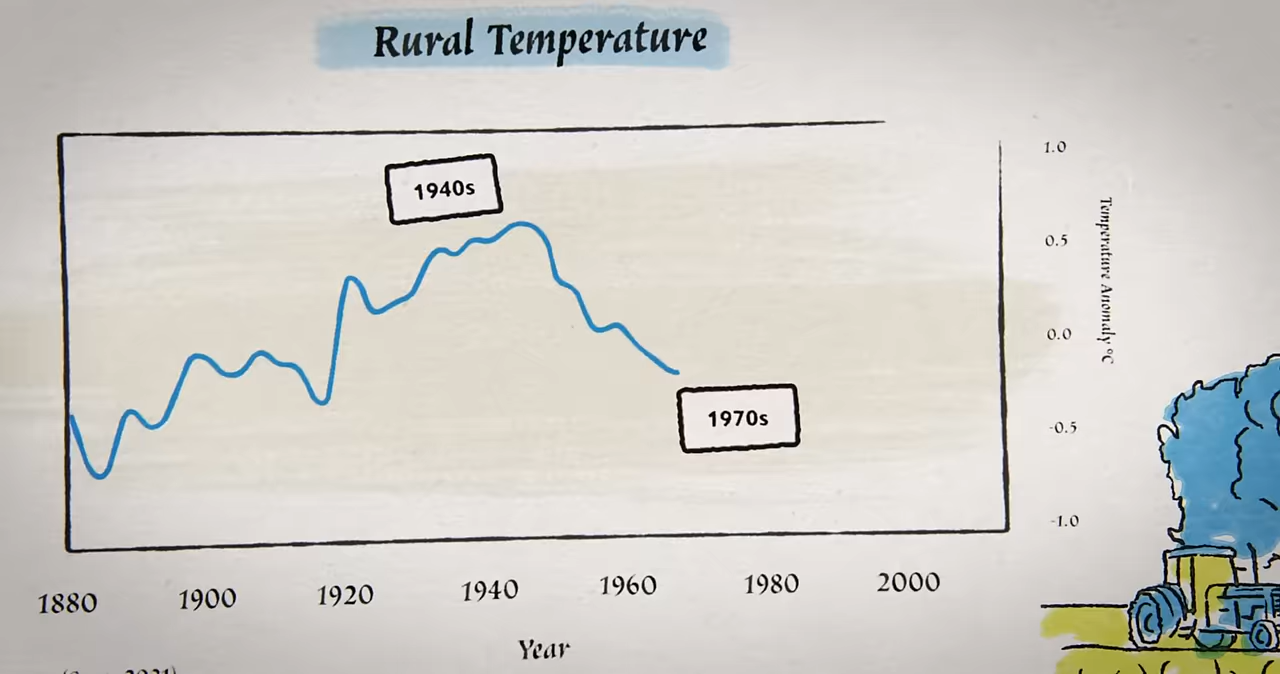 Rural Temperature
1940s
1970s
1.0
0.5
0.0
-0.5
-1.0
Temperature Anomaly °C
1880 1900 1920 1940 1960 1980 2000
Year